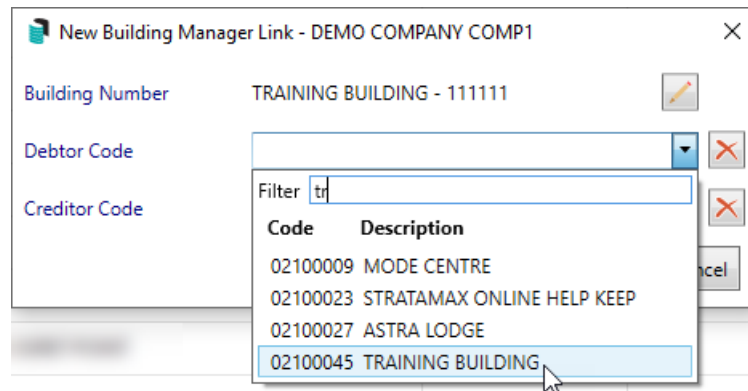 New Building Manager Link - DEMO COMPANY COMP1
Building Number TRAINING BUILDING - 111111
Debtor Code
Creditor Code
Filter tr
Code Description
02100009 MODE CENTRE
02100023 STRATAMAX ONLINE HELP KEEP
02100027 ASTRA LODGE
02100045 TRAINING BUILDING
ncel